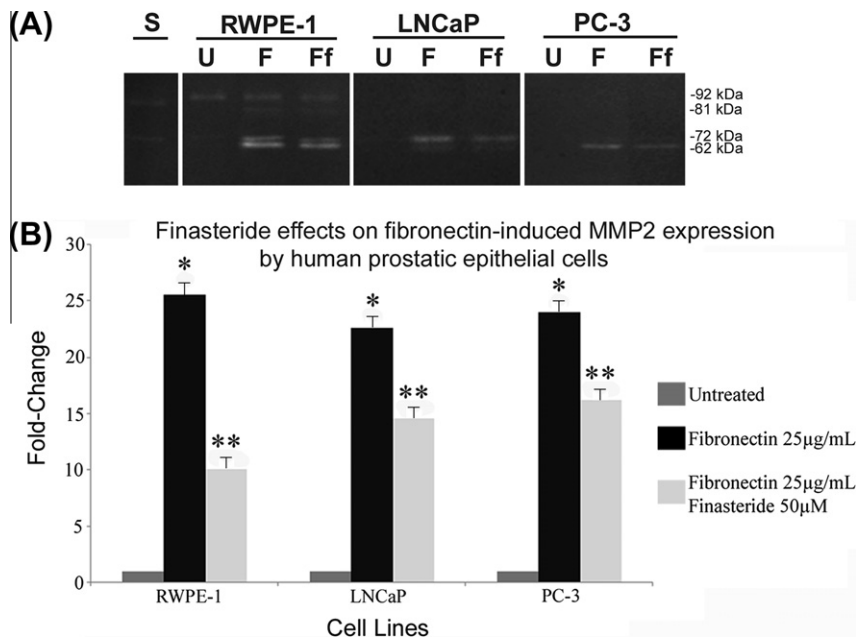 (A)
S RWPE-1 LNCaP PC-3
U F Ff U F Ff U F Ff
-92 kDa
-81 kDa
-72 kDa
-62 kDa
(B)
Finasteride effects on fibronectin-induced MMP2 expression
by human prostatic epithelial cells
Fold-Change
30
25
20
15
10
5
0
* ** * ** * **
RWPE-1 LNCaP PC-3
Cell Lines
Untreated
Fibronectin 25µg/mL
Fibronectin 25µg/mL
Finasteride 50µM